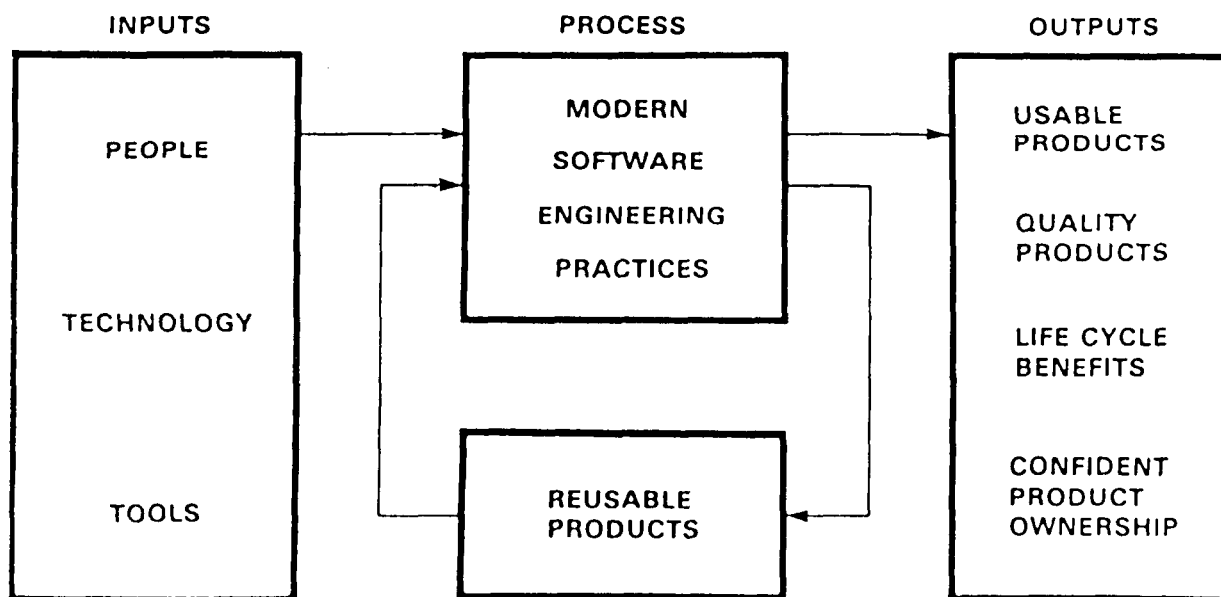 INPUTS
PEOPLE
TECHNOLOGY
TOOLS
PROCESS
MODERN
SOFTWARE
ENGINEERING
PRACTICES
REUSABLE
PRODUCTS
OUTPUTS
USABLE
PRODUCTS
QUALITY
PRODUCTS
LIFE CYCLE
BENEFITS
CONFIDENT
PRODUCT
OWNERSHIP